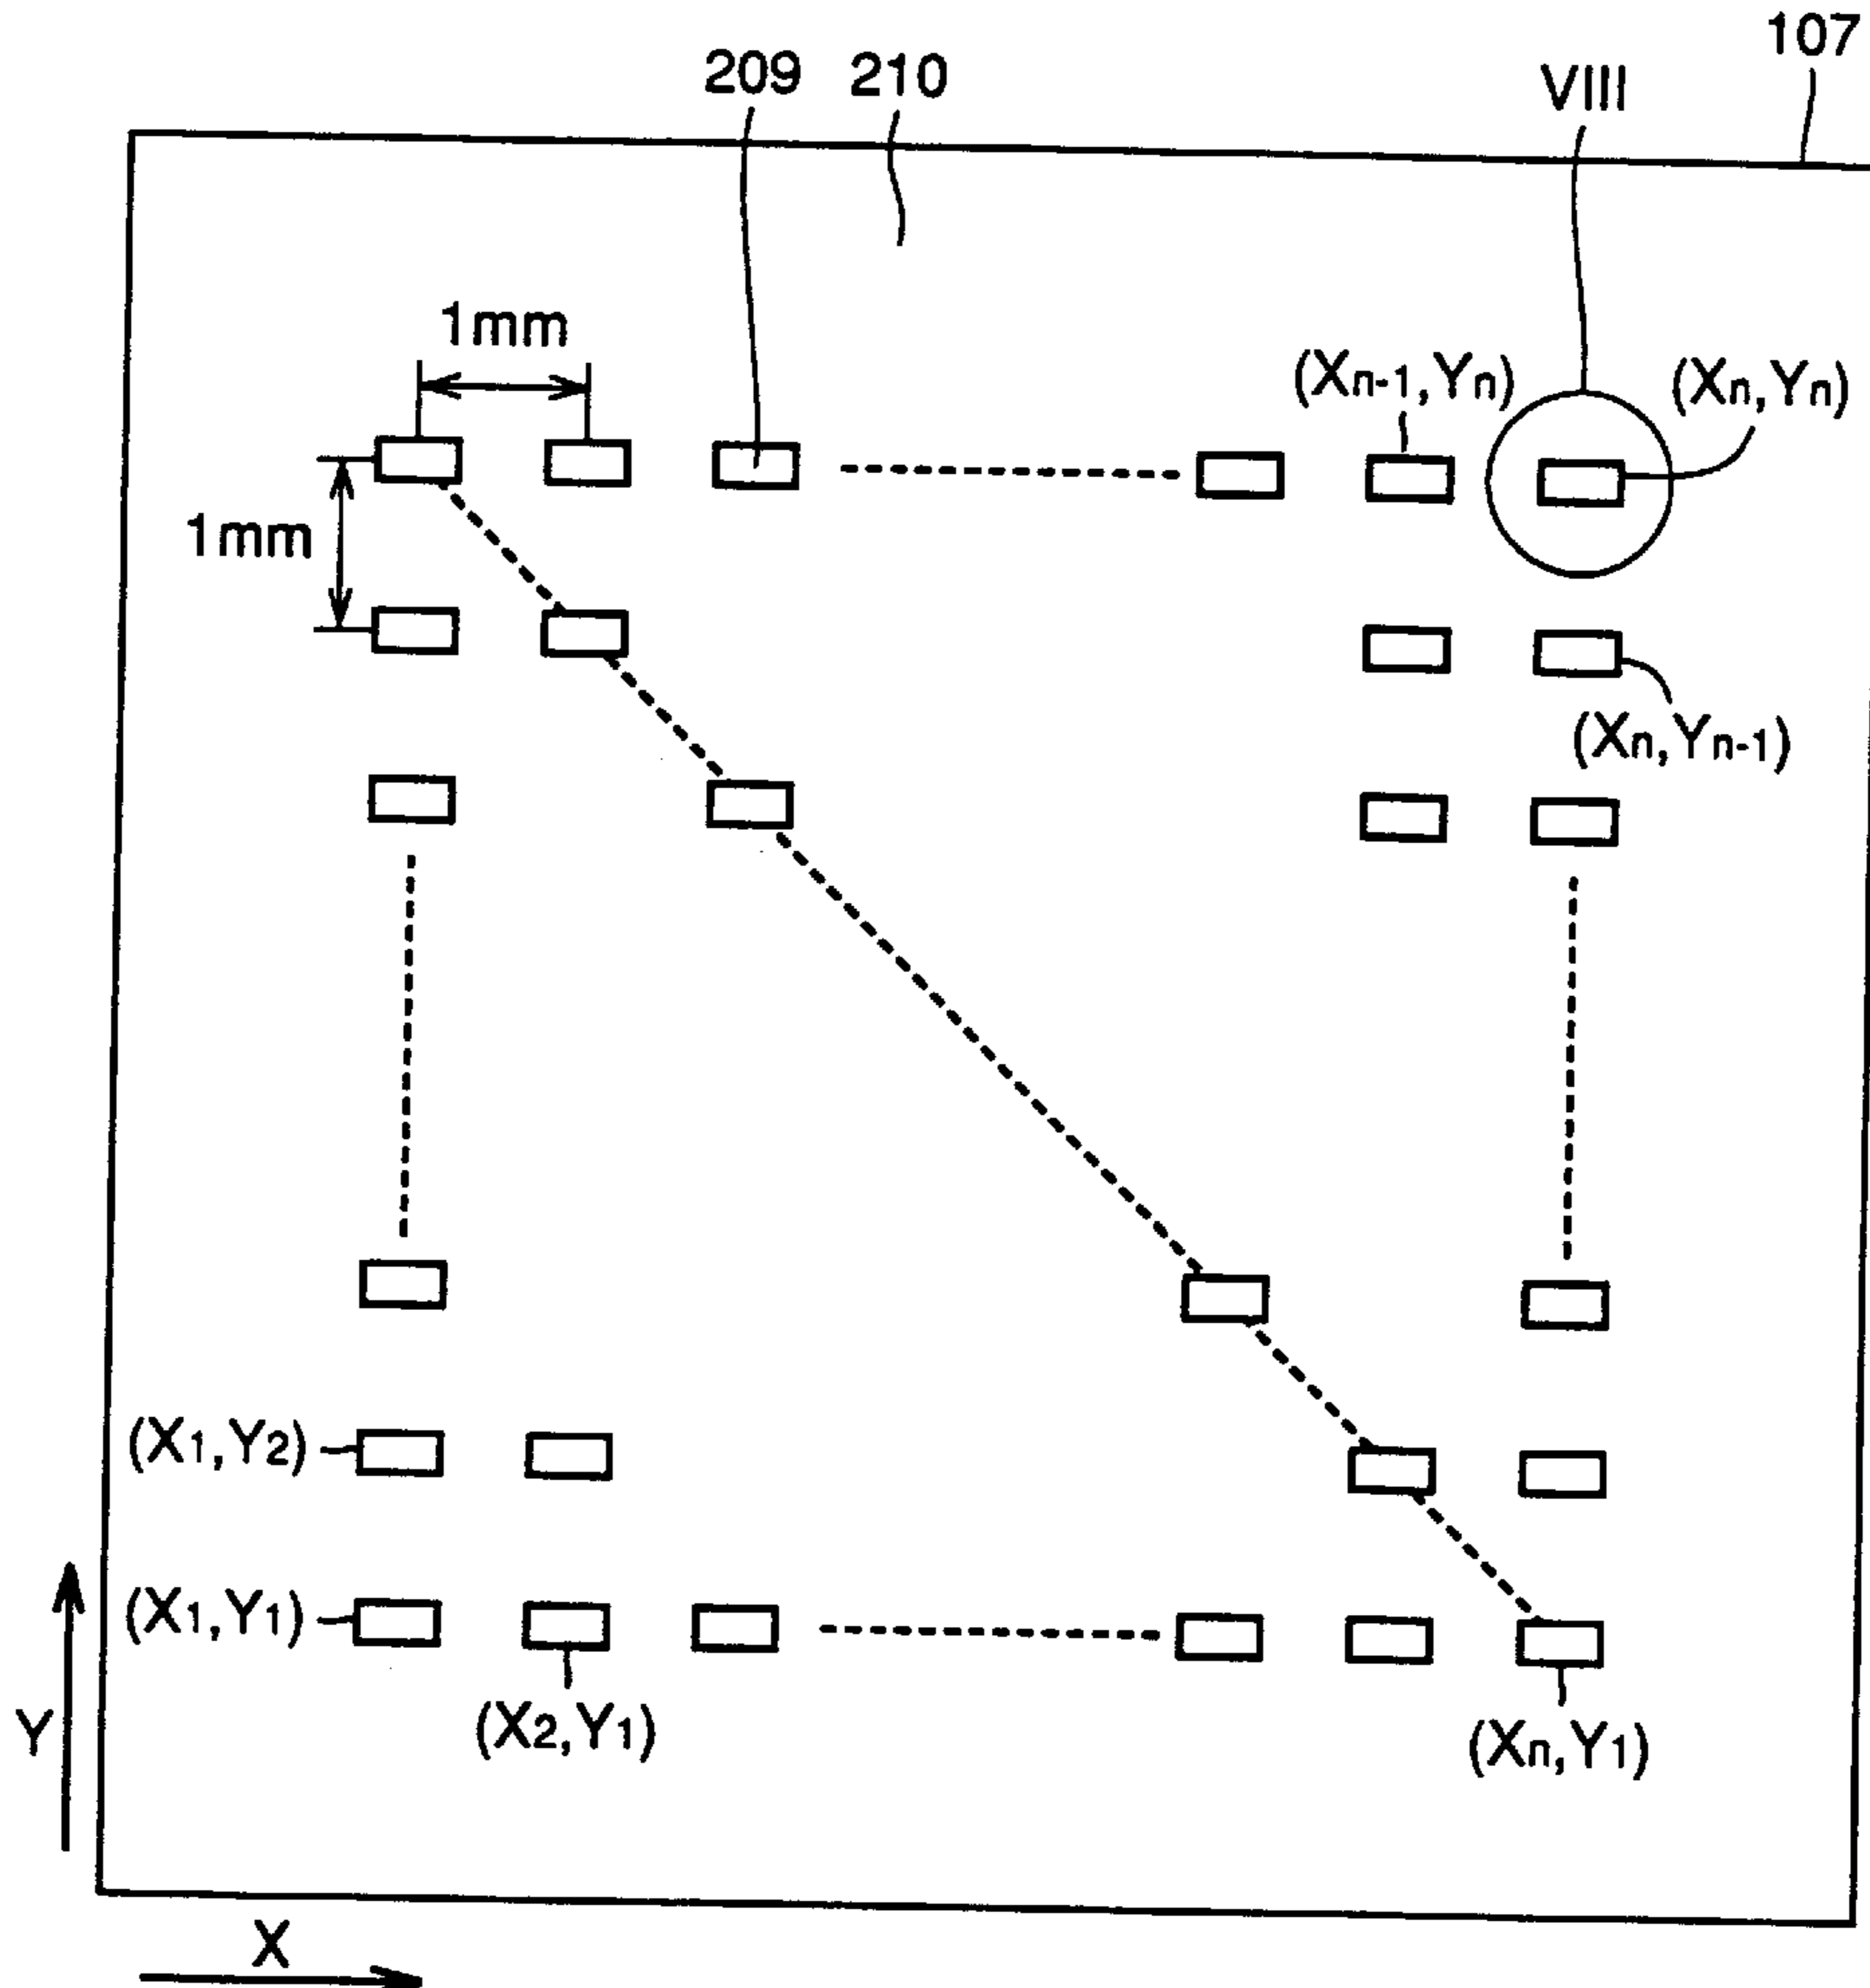 107
209 210 VIII
1mm
(Xn-1,Yn) (Xn,Yn)
1mm
(Xn,Yn-1)
(X1,Y2)
(X1,Y1)
Y
(X2,Y1) (Xn,Y1)
X